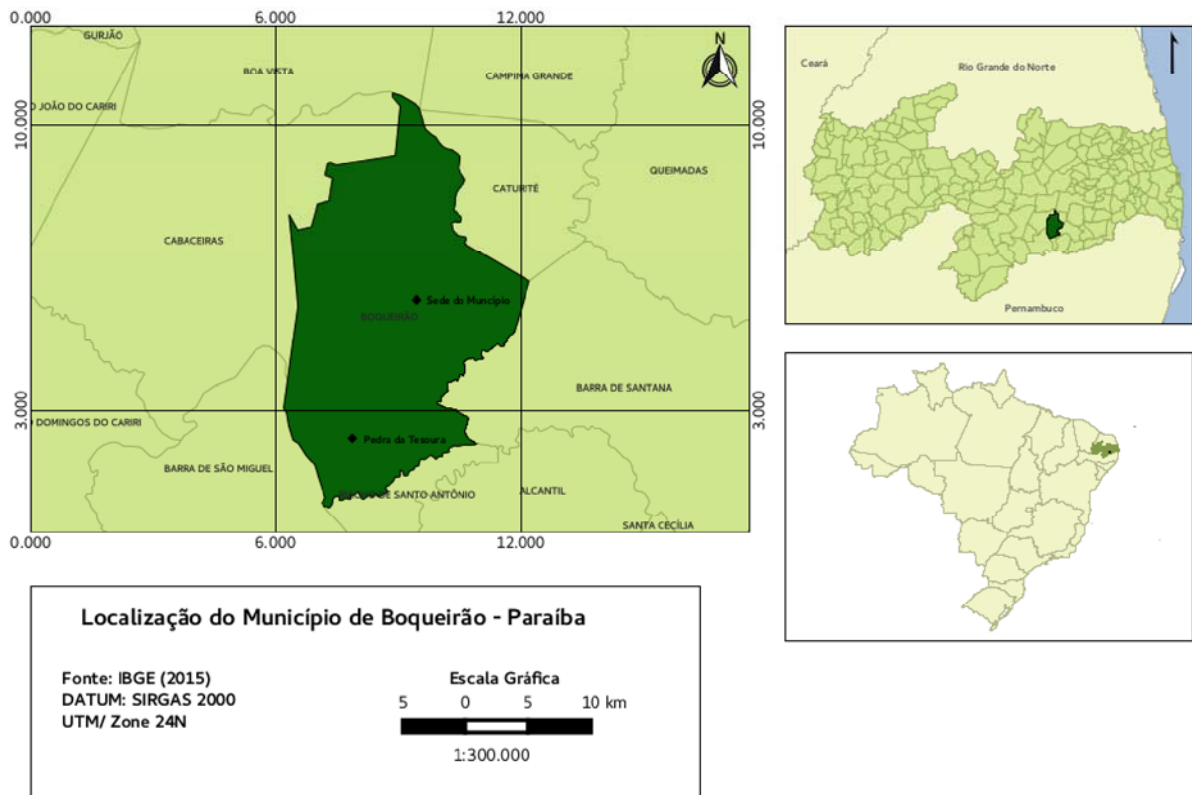 0.000 6.000 12.000
GURJÃO
BOA VISTA
CAMPINA GRANDE
N
O JOÃO DO CARIRI
10.000
10.000
QUEIMADAS
CATURITÉ
CABACEIRAS
Sede do Muncípio
BOQUEIRÃO
BARRA DE SANTANA
3.000
3.000
O DOMINGOS DO CARIRI
Pedra da Tesoura
BARRA DE SÃO MIGUEL
DE SANTO ANTÔNIO
ALCANTIL
SANTA CECÍLIA
0.000 6.000 12.000
Ceará
Rio Grande do Norte
Pernambuco
Localização do Município de Boqueirão - Paraíba
Fonte: IBGE (2015)
DATUM: SIRGAS 2000
UTM/ Zone 24N
Escala Gráfica
5 0 5 10 km
1:300.000